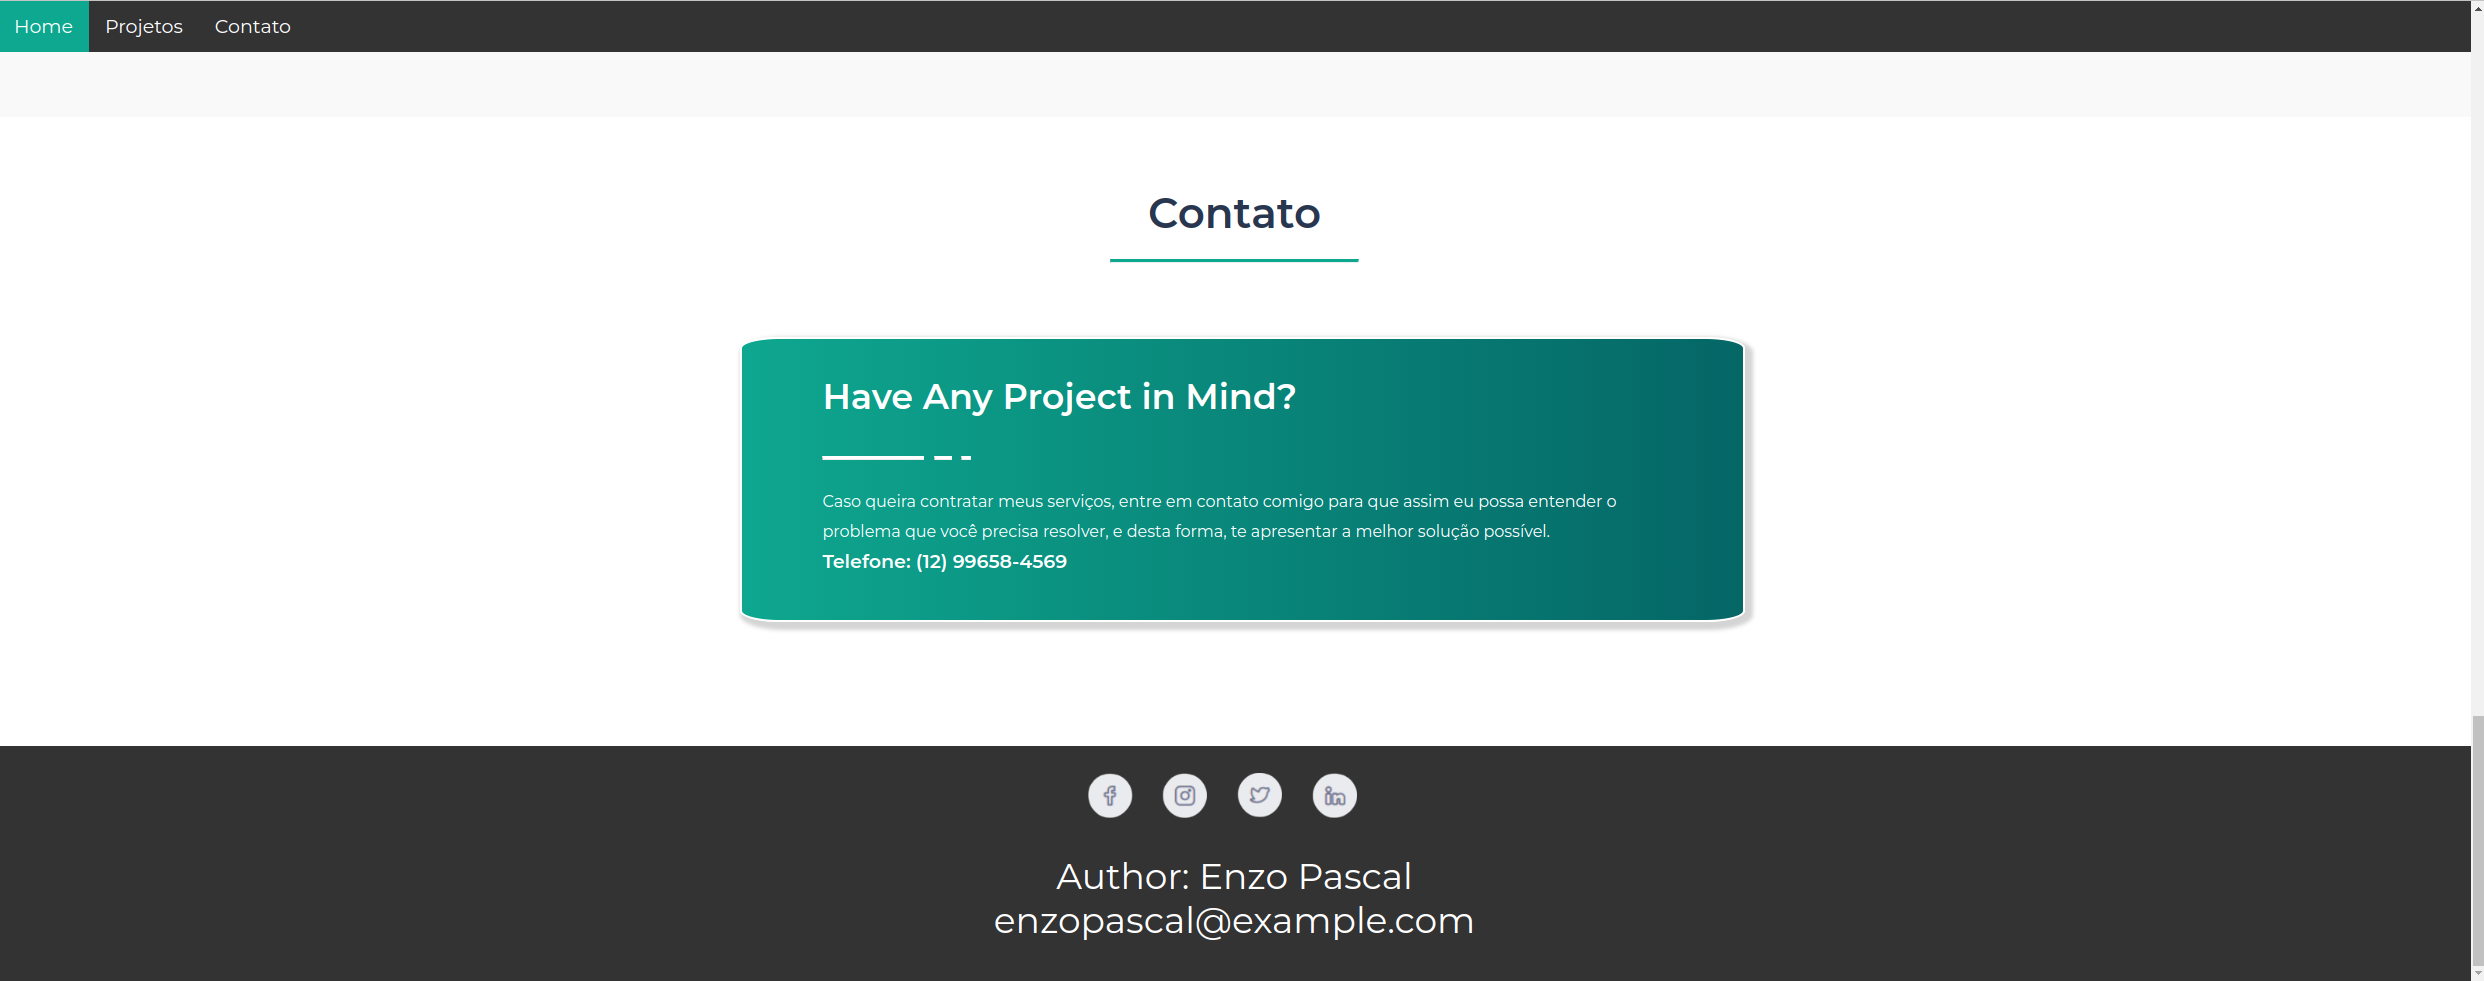 Home Projetos Contato
Contato
Have Any Project in Mind?
Caso queira contratar meus serviços, entre em contato comigo para que assim eu possa entender o
problema que você precisa resolver, e desta forma, te apresentar a melhor solução possível.
Telefone: (12) 99658-4569
Author: Enzo Pascal
enzopascal@example.com